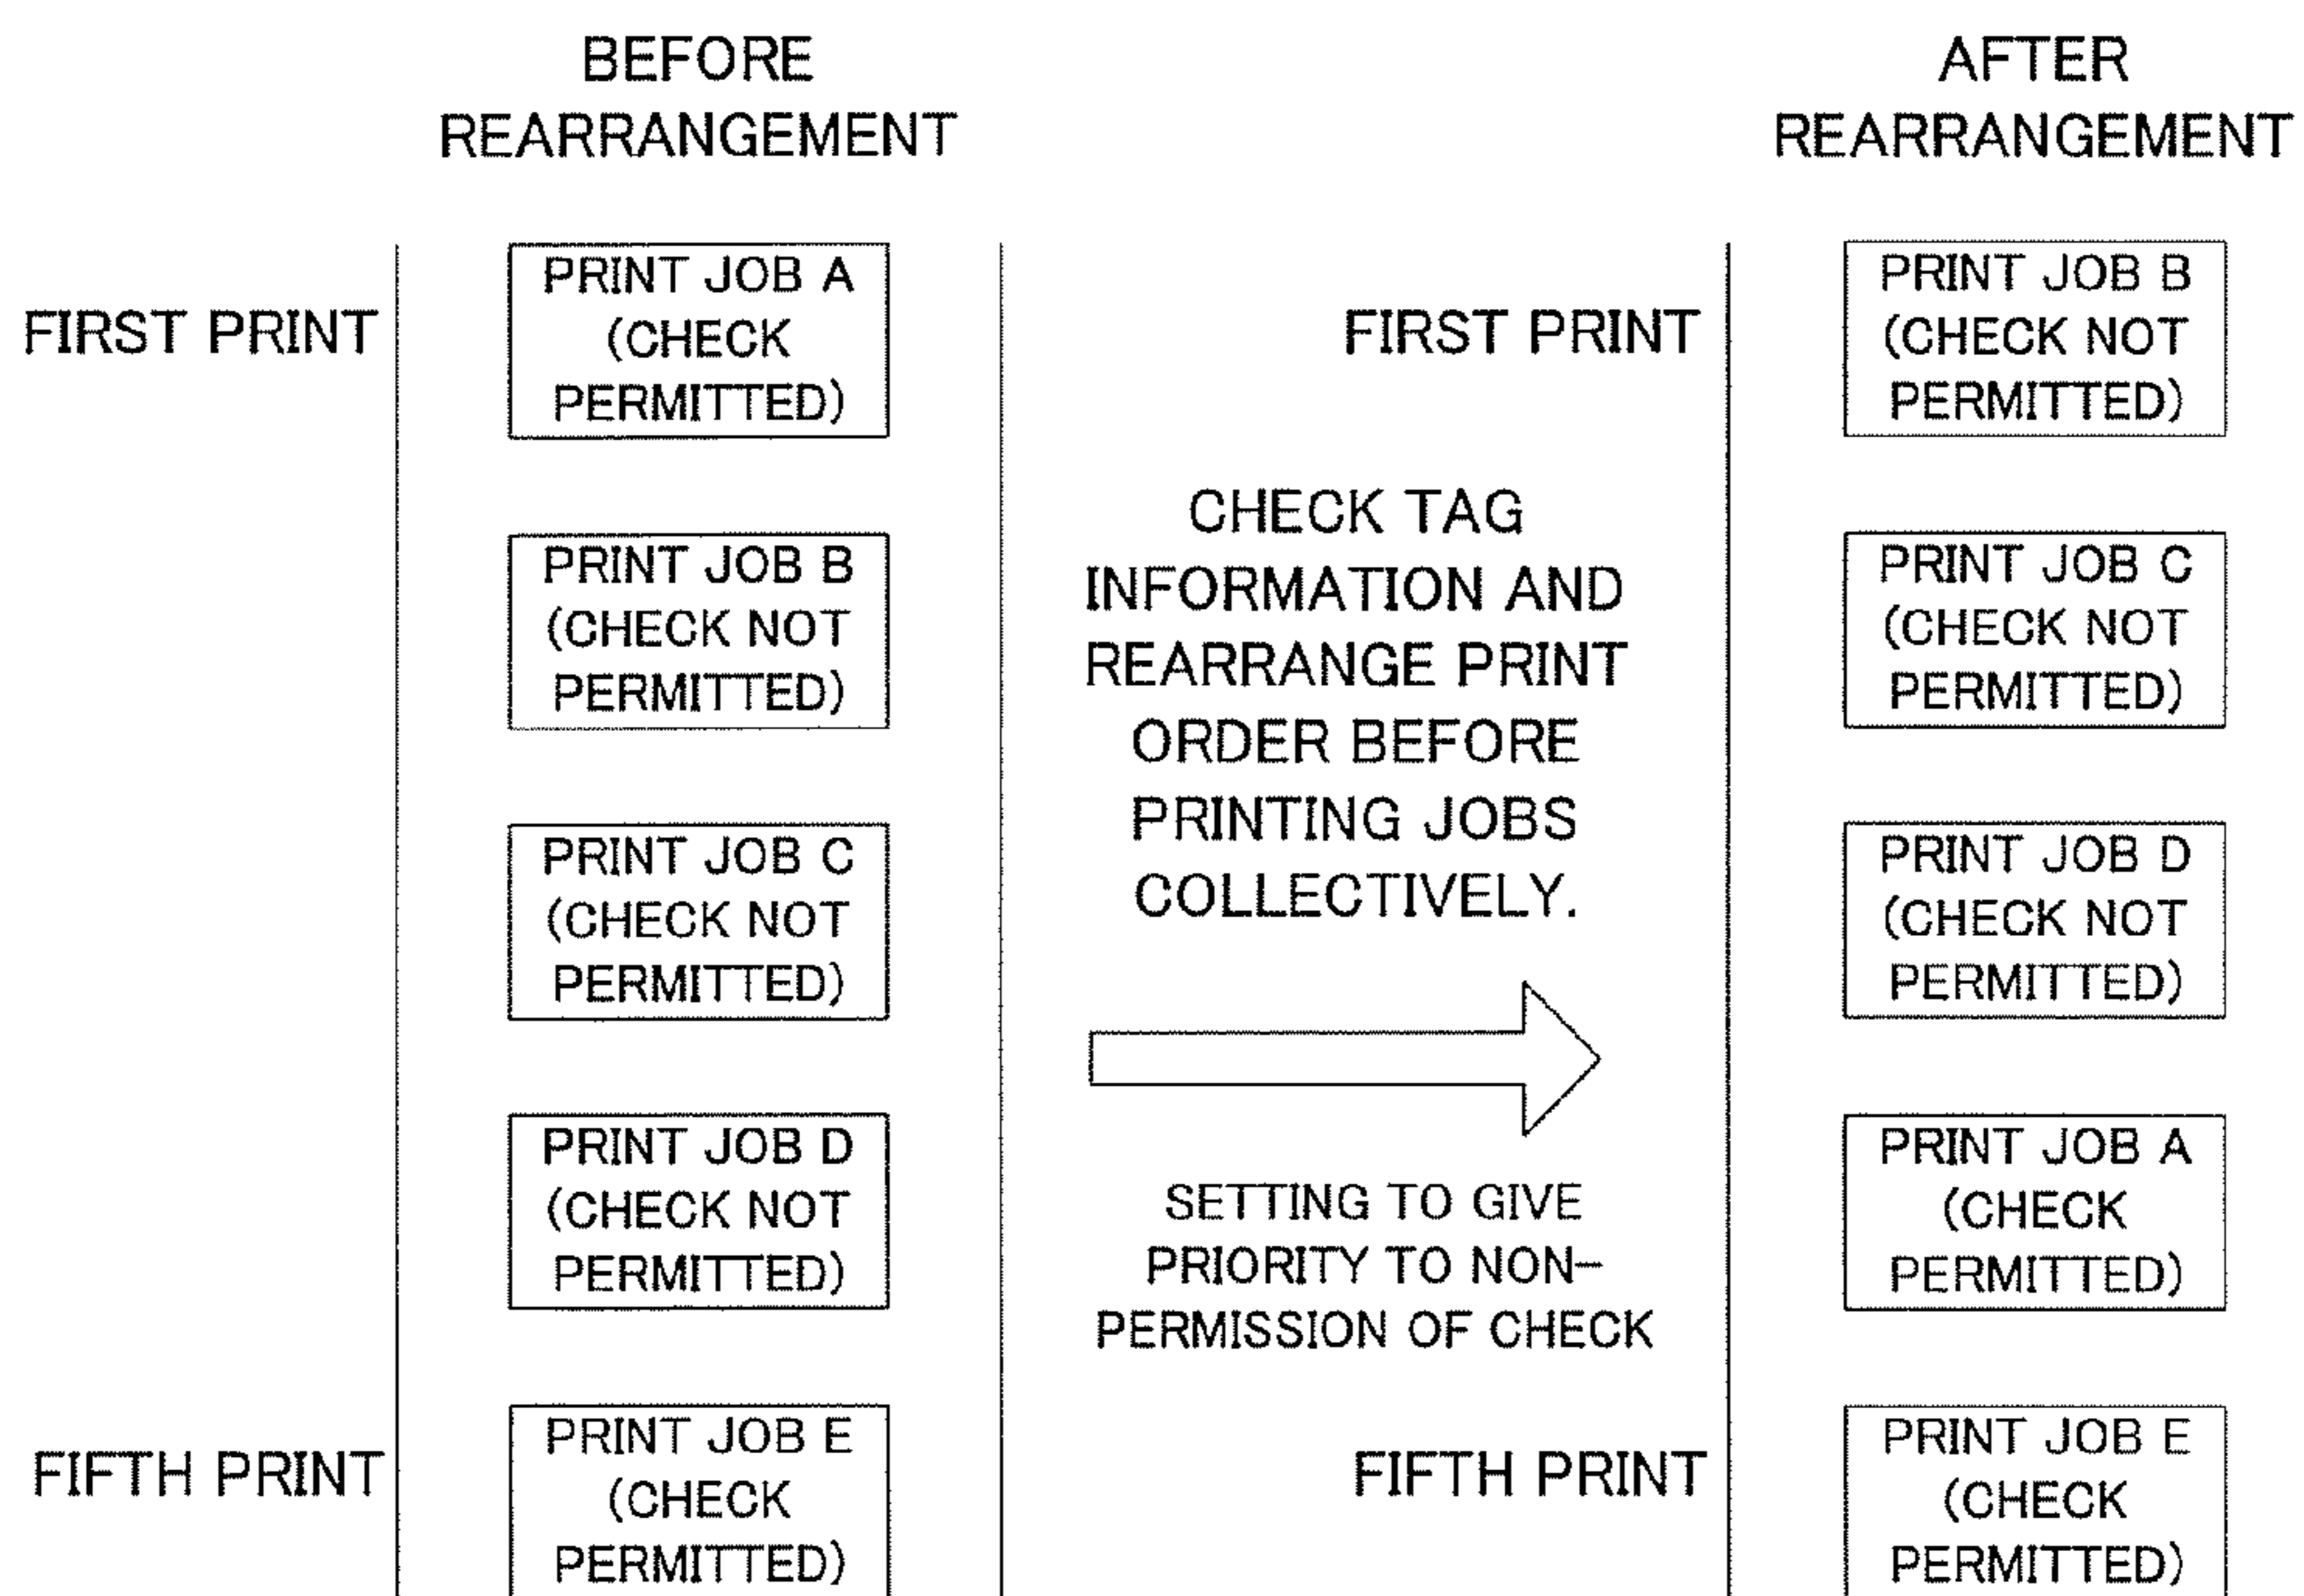 BEFORE
REARRANGEMENT
FIRST PRINT
PRINT JOB A
(CHECK
PERMITTED)
PRINT JOB B
(CHECK NOT
PERMITTED)
PRINT JOB C
(CHECK NOT
PERMITTED)
PRINT JOB D
(CHECK NOT
PERMITTED)
FIFTH PRINT
PRINT JOB E
(CHECK
PERMITTED)
CHECK TAG
INFORMATION AND
REARRANGE PRINT
ORDER BEFORE
PRINTING JOBS
COLLECTIVELY.
SETTING TO GIVE
PRIORITY TO NON-
PERMISSION OF CHECK
AFTER
REARRANGEMENT
FIRST PRINT
PRINT JOB B
(CHECK NOT
PERMITTED)
PRINT JOB C
(CHECK NOT
PERMITTED)
PRINT JOB D
(CHECK NOT
PERMITTED)
PRINT JOB A
(CHECK
PERMITTED)
FIFTH PRINT
PRINT JOB E
(CHECK
PERMITTED)